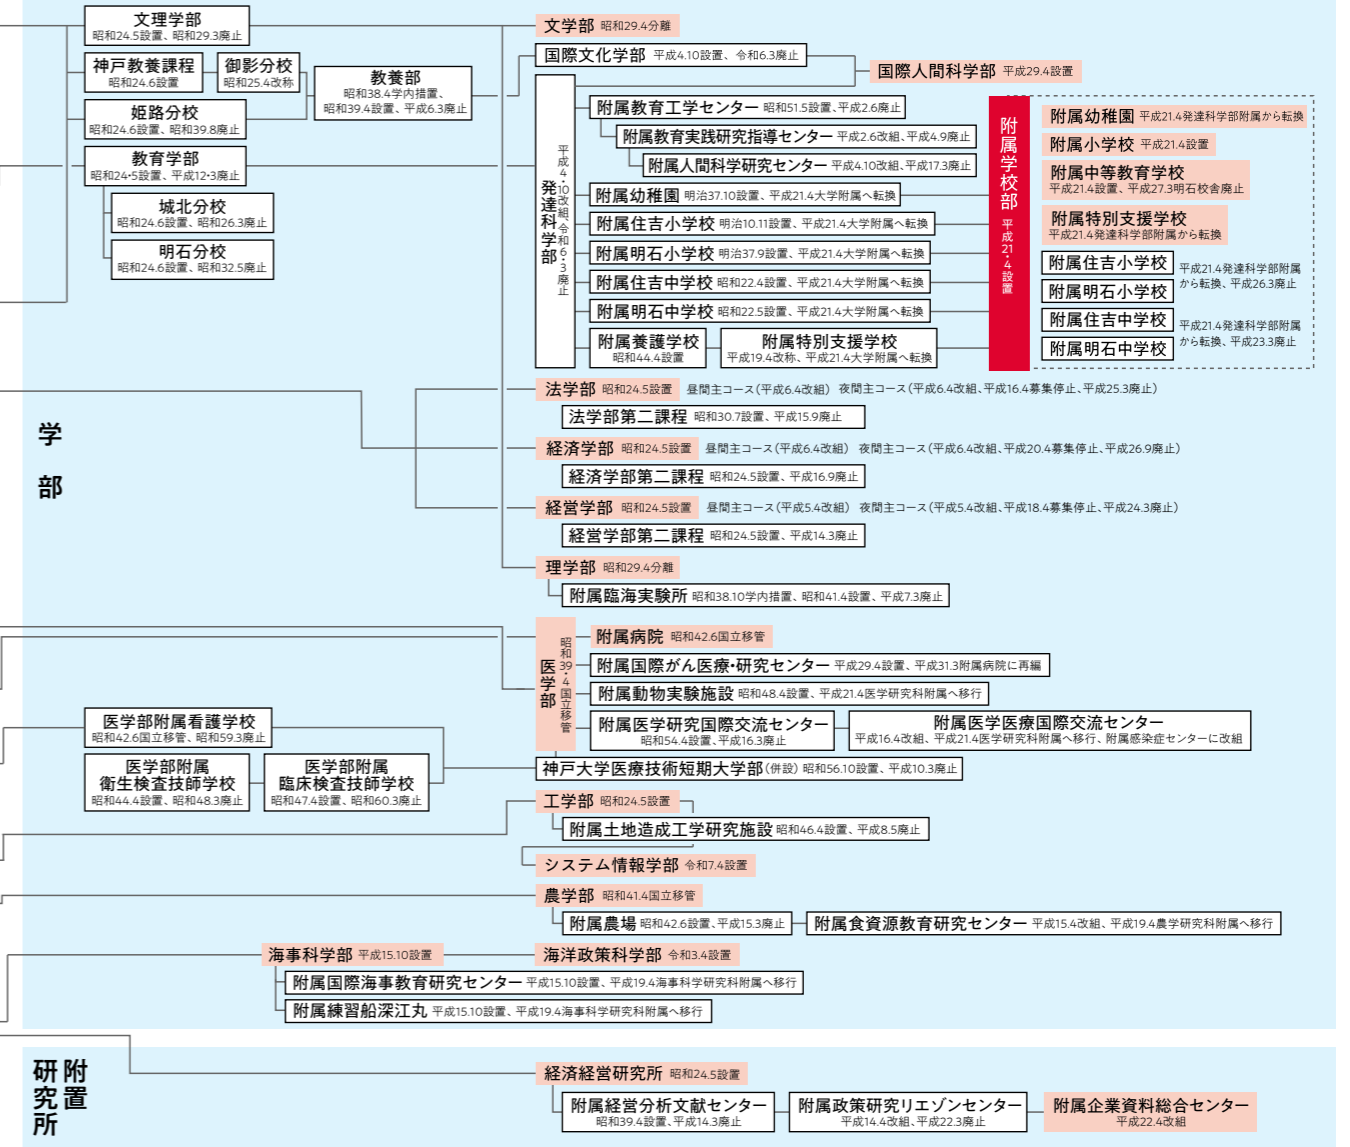 文理学部
昭和24.5設置、昭和29.3廃止
神戸教養課程
昭和24.6設置
御影分校
昭和25.4改称
姫路分校
昭和24.6設置、昭和39.8廃止
教養部
昭和38.4学内措置、
昭和39.4設置、平成6.3廃止
教育学部
昭和24・5設置、平成12・3廃止
城北分校
昭和24.6設置、昭和26.3廃止
明石分校
昭和24.6設置、昭和32.5廃止
文学部 昭和29.4分離
国際文化学部 平成4.10設置、令和6.3廃止
国際人間科学部 平成29.4設置
発達科学部
平成4・10改組、令和6・3廃止
附属教育工学センター 昭和51.5設置、平成2.6廃止
附属教育実践研究指導センター 平成2.6改組、平成4.9廃止
附属人間科学研究センター 平成4.10改組、平成17.3廃止
附属幼稚園 明治37.10設置、平成21.4大学附属へ転換
附属住吉小学校 明治10.11設置、平成21.4大学附属へ転換
附属明石小学校 明治37.9設置、平成21.4大学附属へ転換
附属住吉中学校 昭和22.4設置、平成21.4大学附属へ転換
附属明石中学校 昭和22.5設置、平成21.4大学附属へ転換
附属養護学校
昭和44.4設置
附属特別支援学校
平成19.4改称、平成21.4大学附属へ転換
附属学校部 平成21・4設置
附属幼稚園 平成21.4発達科学部附属から転換
附属小学校 平成21.4設置
附属中等教育学校
平成21.4設置、平成27.3明石校舎廃止
附属特別支援学校
平成21.4発達科学部附属から転換
附属住吉小学校
附属明石小学校
平成21.4発達科学部附属
から転換、平成26.3廃止
附属住吉中学校
附属明石中学校
平成21.4発達科学部附属
から転換、平成23.3廃止
学部
法学部 昭和24.5設置 昼間主コース(平成6.4改組) 夜間主コース(平成6.4改組、平成16.4募集停止、平成25.3廃止)
法学部第二課程 昭和30.7設置、平成15.9廃止
経済学部 昭和24.5設置 昼間主コース(平成6.4改組) 夜間主コース(平成6.4改組、平成20.4募集停止、平成26.9廃止)
経済学部第二課程 昭和24.5設置、平成16.9廃止
経営学部 昭和24.5設置 昼間主コース(平成5.4改組) 夜間主コース(平成5.4改組、平成18.4募集停止、平成24.3廃止)
経営学部第二課程 昭和24.5設置、平成14.3廃止
理学部 昭和29.4分離
附属臨海実験所 昭和38.10学内措置、昭和41.4設置、平成7.3廃止
医学部 昭和39・4国立移管
附属病院 昭和42.6国立移管
附属国際がん医療・研究センター 平成29.4設置、平成31.3附属病院に再編
附属動物実験施設 昭和48.4設置、平成21.4医学研究科附属へ移行
附属医学研究国際交流センター
昭和54.4設置、平成16.3廃止
附属医学医療国際交流センター
平成16.4改組、平成21.4医学研究科附属へ移行、附属感染症センターに改組
医学部附属看護学校
昭和42.6国立移管、昭和59.3廃止
医学部附属
衛生検査技師学校
昭和44.4設置、昭和48.3廃止
医学部附属
臨床検査技師学校
昭和47.4設置、昭和60.3廃止
神戸大学医療技術短期大学部(併設) 昭和56.10設置、平成10.3廃止
工学部 昭和24.5設置
附属土地造成工学研究施設 昭和46.4設置、平成8.5廃止
システム情報学部 令和7.4設置
農学部 昭和41.4国立移管
附属農場 昭和42.6設置、平成15.3廃止
附属食資源教育研究センター 平成15.4改組、平成19.4農学研究科附属へ移行
海事科学部 平成15.10設置
海洋政策科学部 令和3.4設置
附属国際海事教育研究センター 平成15.10設置、平成19.4海事科学研究科附属へ移行
附属練習船深江丸 平成15.10設置、平成19.4海事科学研究科附属へ移行
附置
研究所
経済経営研究所 昭和24.5設置
附属経営分析文献センター
昭和39.4設置、平成14.3廃止
附属政策研究リエゾンセンター
平成14.4改組、平成22.3廃止
附属企業資料総合センター
平成22.4改組